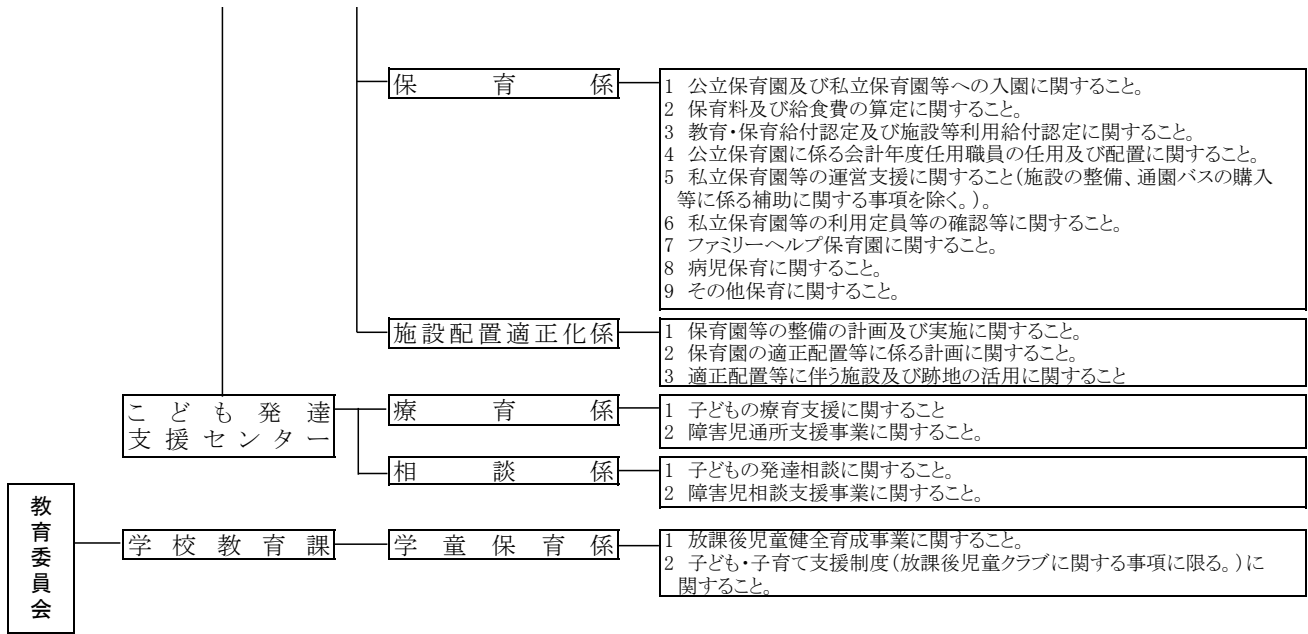 保育係
1 公立保育園及び私立保育園等への入園に関すること。
2 保育料及び給食費の算定に関すること。
3 教育・保育給付認定及び施設等利用給付認定に関すること。
4 公立保育園に係る会計年度任用職員の任用及び配置に関すること。
5 私立保育園等の運営支援に関すること(施設の整備、通園バスの購入
等に係る補助に関する事項を除く。)。
6 私立保育園等の利用定員等の確認等に関すること。
7 ファミリーヘルプ保育園に関すること。
8 病児保育に関すること。
9 その他保育に関すること。
施設配置適正化係
1 保育園等の整備の計画及び実施に関すること。
2 保育園の適正配置等に係る計画に関すること。
3 適正配置等に伴う施設及び跡地の活用に関すること
こども発達
支援センター
療育係
1 子どもの療育支援に関すること
2 障害児通所支援事業に関すること。
相談係
1 子どもの発達相談に関すること。
2 障害児相談支援事業に関すること。
教育委員会
学校教育課
学童保育係
1 放課後児童健全育成事業に関すること。
2 子ども・子育て支援制度(放課後児童クラブに関する事項に限る。)に
関すること。